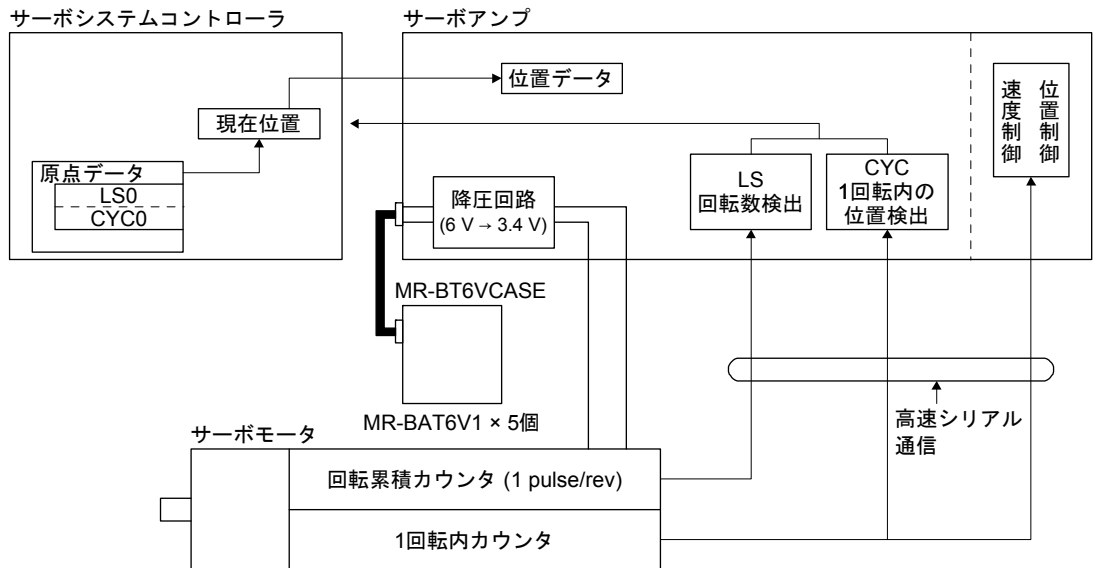 サーボシステムコントローラ
サーボアンプ
位置データ
現在位置
原点データ
LS0
CYC0
降圧回路
(6 V → 3.4 V)
LS
回転数検出
CYC
1回転内の
位置検出
位置制御
速度制御
MR-BT6VCASE
MR-BAT6V1 × 5個
高速シリアル
通信
サーボモータ
回転累積カウンタ (1 pulse/rev)
1回転内カウンタ